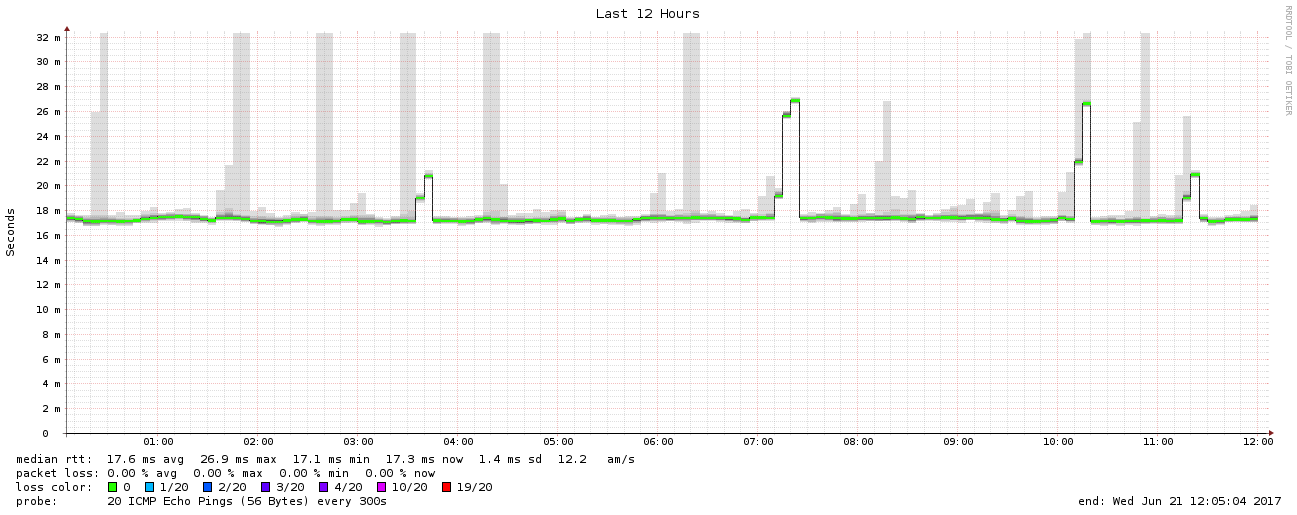 Last 12 Hours
RRDTOOL / TOBI OETIKER
Seconds
32 m
30 m
28 m
26 m
24 m
22 m
20 m
18 m
16 m
14 m
12 m
10 m
8 m
6 m
4 m
2 m
0
01:00 02:00 03:00 04:00 05:00 06:00 07:00 08:00 09:00 10:00 11:00 12:00
median rtt: 17.6 ms avg 26.9 ms max 17.1 ms min 17.3 ms now 1.4 ms sd 12.2 am/s
packet loss: 0.00 % avg 0.00 % max 0.00 % min 0.00 % now
loss color: 0 1/20 2/20 3/20 4/20 10/20 19/20
probe: 20 ICMP Echo Pings (56 Bytes) every 300s end: Wed Jun 21 12:05:04 2017